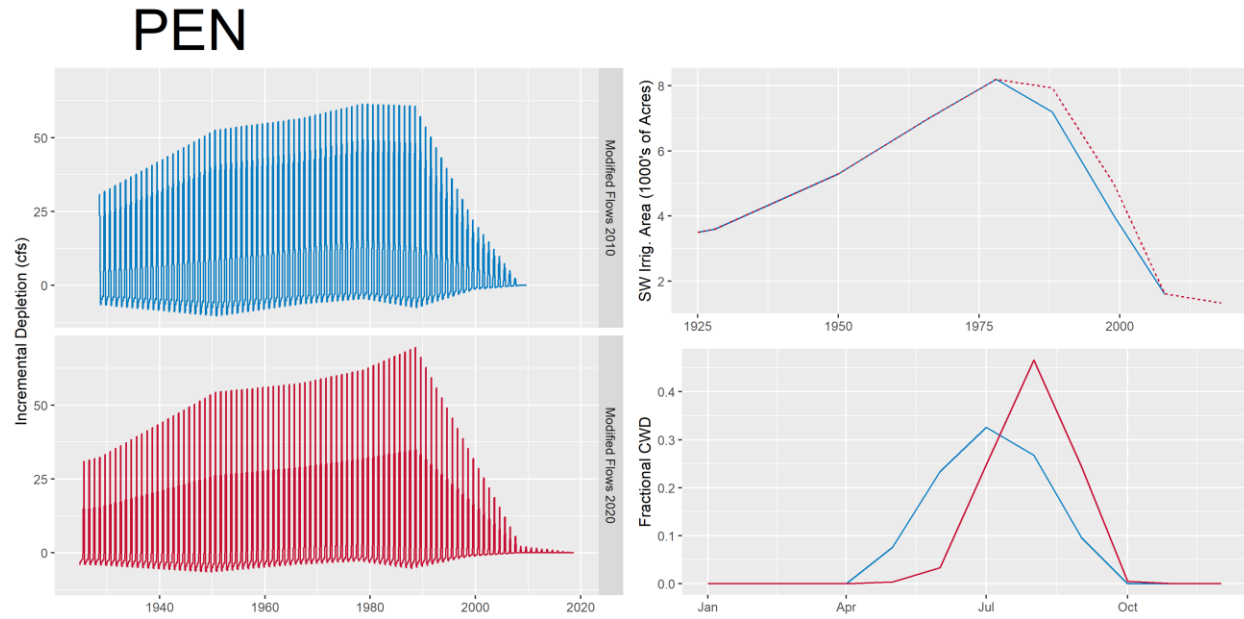 PEN
Incremental Depletion (cfs)
50
25
0
Modified Flows 2010
50
25
0
Modified Flows 2020
1940 1960 1980 2000 2020
SW Irrig. Area (1000's of Acres)
8
6
4
2
1925 1950 1975 2000
Fractional CWD
0.4
0.3
0.2
0.1
0.0
Jan Apr Jul Oct